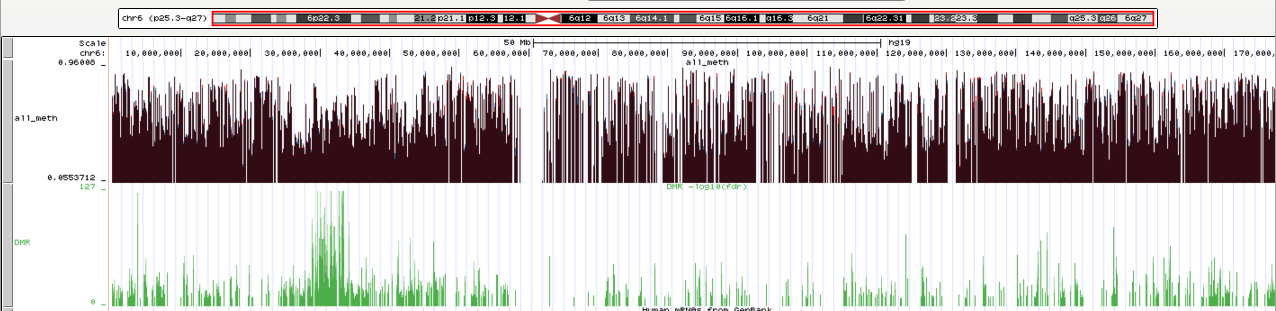 chr6 (p25.3-q27) 6p22.3 21.2 p21.1 p12.3 12.1 6q12 6q13 6q14.1 6q15 6q16.1 q16.3 6q21 6q22.31 23.2 23.3 q25.3 q26 6q27
Scale 50 Mb hg19
chr6: 10,000,000 20,000,000 30,000,000 40,000,000 50,000,000 60,000,000 70,000,000 80,000,000 90,000,000 100,000,000 110,000,000 120,000,000 130,000,000 140,000,000 150,000,000 160,000,000 170,000,
0.96008 _ all_meth
all_meth
0.0553712 _
127 _ DMR -log10(fdr)
DMR
0 _
Human mRNAs from GenBank